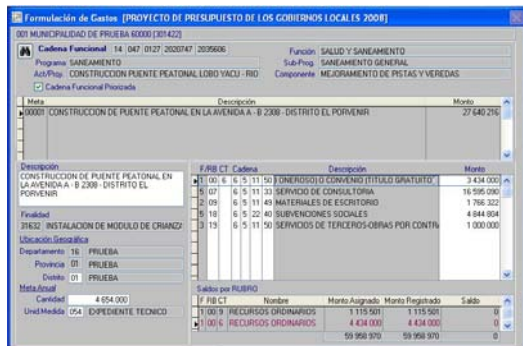 Formulación de Gastos [PROYECTO DE PRESUPUESTO DE LOS GOBIERNOS LOCALES 2008]
001 MUNICIPALIDAD DE PRUEBA 60000 [301422]
Cadena Funcional 14 047 0127 2020747 2035606
Función SALUD Y SANEAMIENTO
Programa SANEAMIENTO
Sub-Prog. SANEAMIENTO GENERAL
Act/Proy. CONSTRUCCION PUENTE PEATONAL LOBO YACU - RIO
Componente MEJORAMIENTO DE PISTAS Y VEREDAS
Cadena Funcional Priorizada
Meta Descripción Monto
00001 CONSTRUCCION DE PUENTE PEATONAL EN LA AVENIDA A - B 2308 - DISTRITO EL PORVENIR 27 640 216
Descripción
CONSTRUCCION DE PUENTE PEATONAL EN
LA AVENIDA A - B 2308 - DISTRITO EL
PORVENIR
Finalidad
31632 INSTALACION DE MODULO DE CRIANZA
Ubicación Geográfica
Departamento 16 PRUEBA
Provincia 01 PRUEBA
Distrito 01 PRUEBA
Meta Anual
Cantidad 4 654.000
Unid.Medida 054 EXPEDIENTE TECNICO
F/RB CT Cadena Descripción Monto
1 00 6 6 5 11 50 ONEROSO) O CONVENIO (TITULO GRATUITO) 3 434 000
5 07 6 5 11 33 SERVICIO DE CONSULTORIA 16 595 090
2 09 6 5 11 49 MATERIALES DE ESCRITORIO 1 766 322
5 18 6 5 22 40 SUBVENCIONES SOCIALES 4 844 804
3 19 6 5 11 50 SERVICIOS DE TERCEROS-OBRAS POR CONTRA 1 000 000
Saldos por RUBRO
F RB CT Nombre Monto Asignado Monto Registrado Saldo
1 00 9 RECURSOS ORDINARIOS 1 115 501 1 115 501 0
1 00 6 RECURSOS ORDINARIOS 4 434 000 4 434 000 0
59 958 970 59 958 970 0